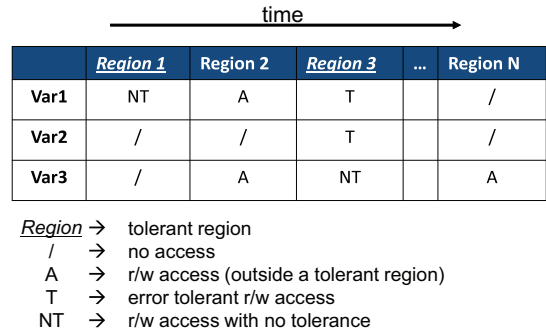 time
Region 1 Region 2 Region 3 ... Region N
Var1 NT A T /
Var2 / / T /
Var3 / A NT A
Region → tolerant region
/ → no access
A → r/w access (outside a tolerant region)
T → error tolerant r/w access
NT → r/w access with no tolerance